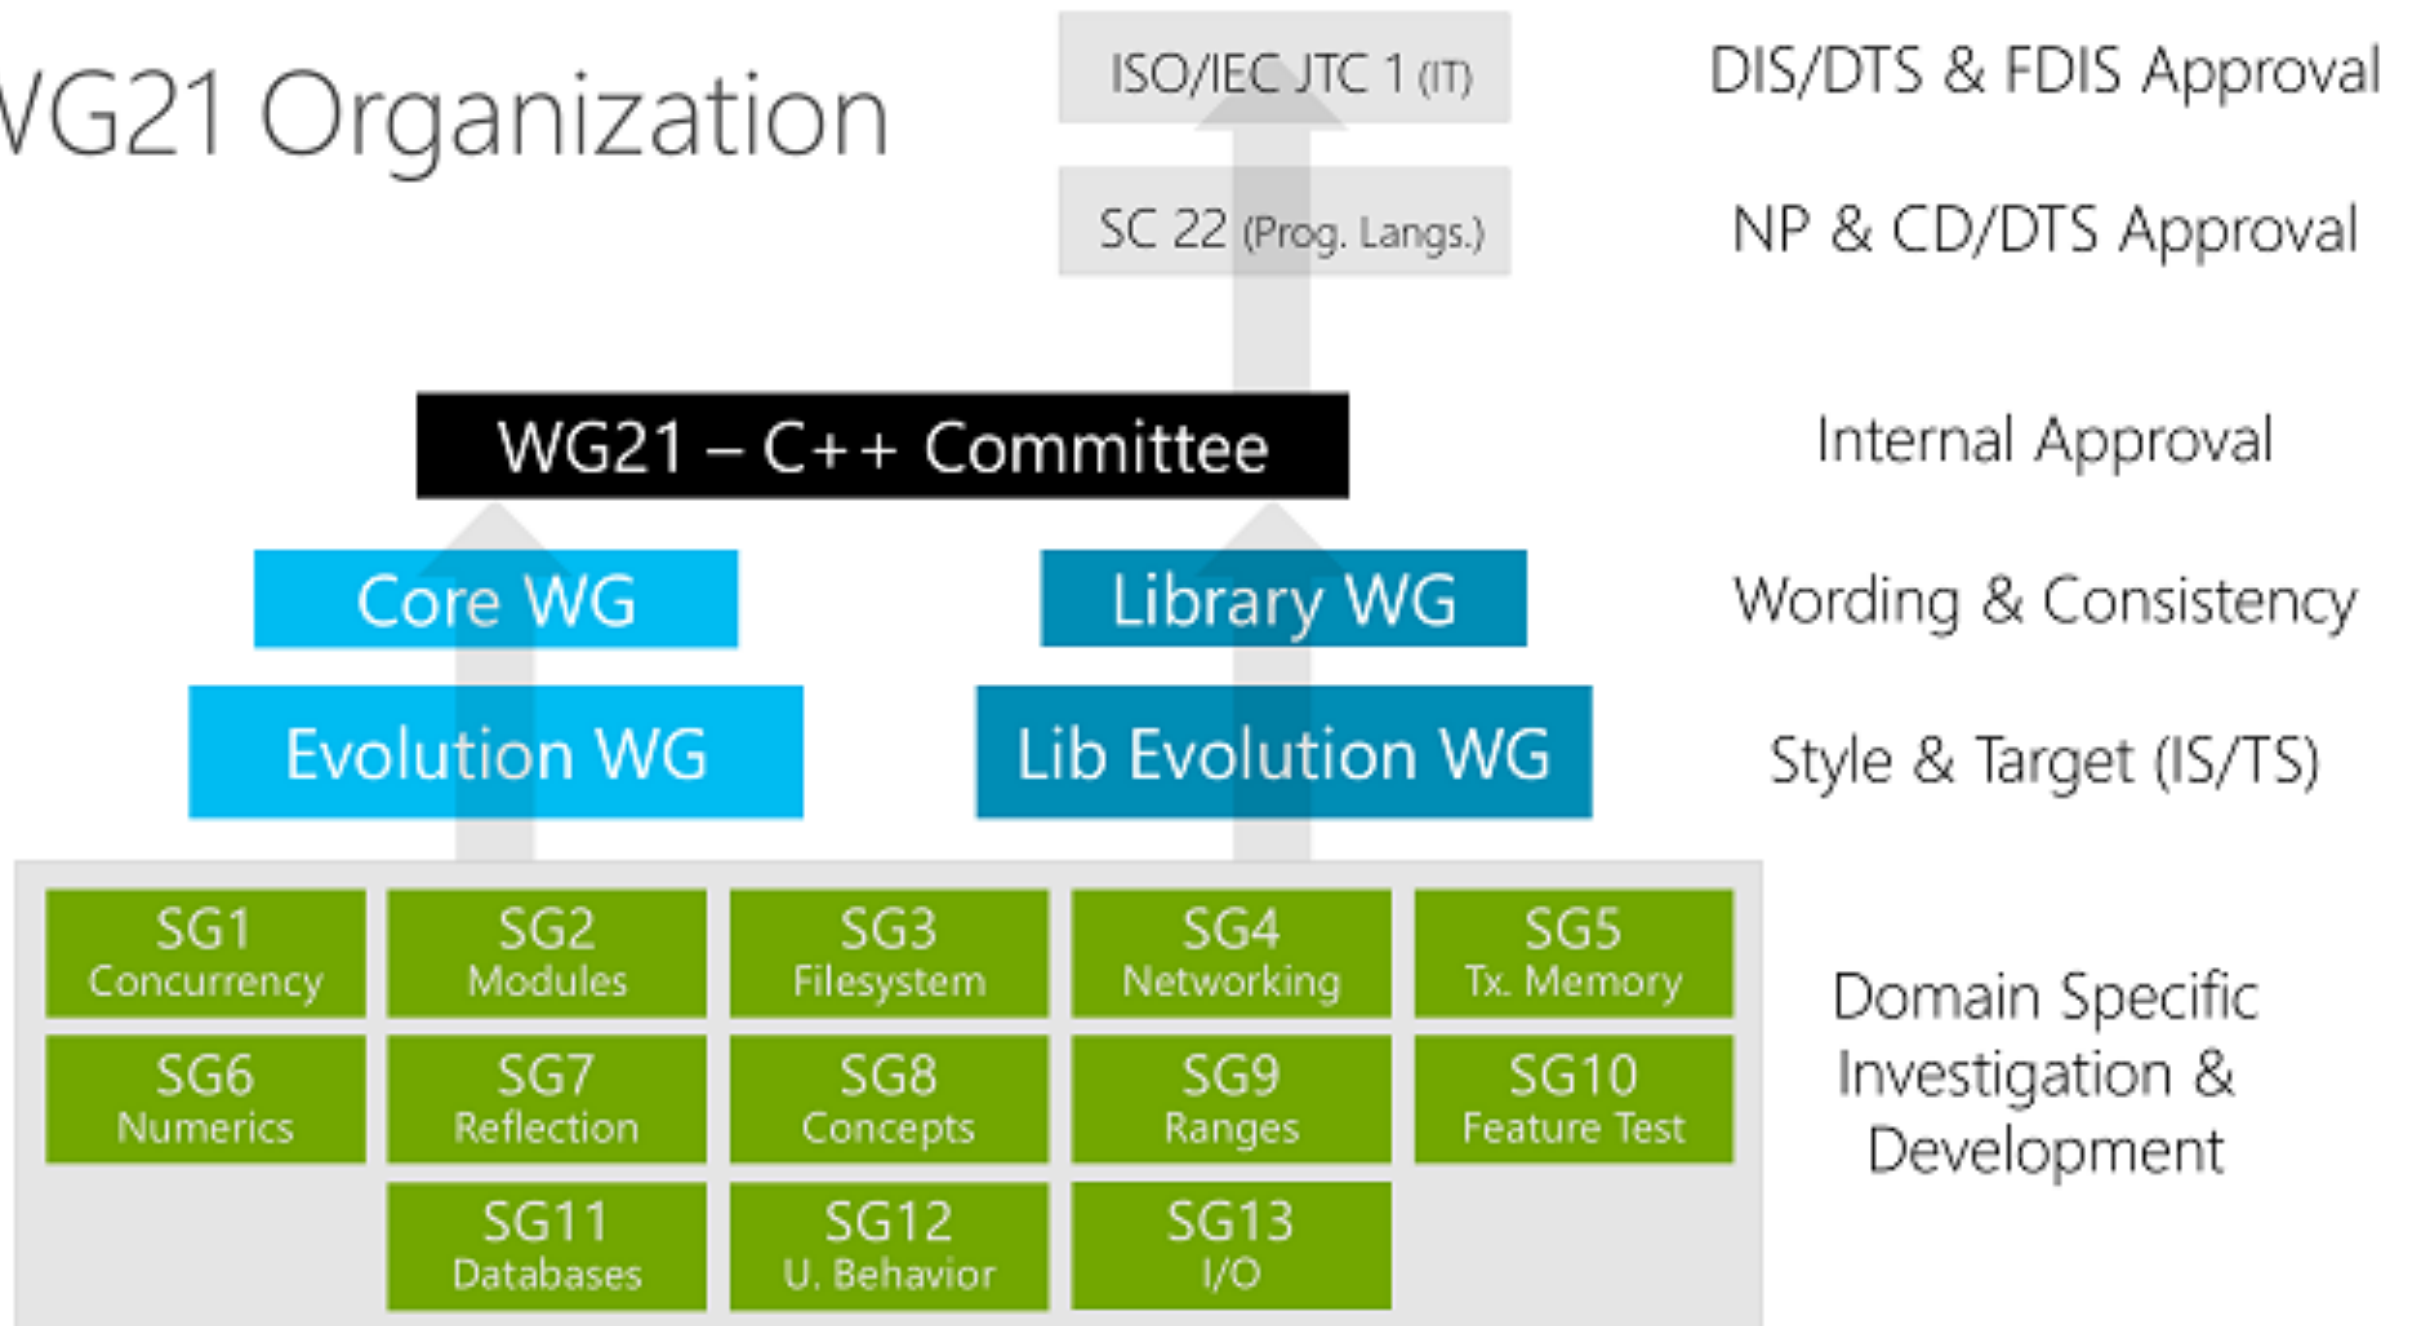 VG21 Organization
ISO/IEC JTC 1 (IT)
DIS/DTS & FDIS Approval
SC 22 (Prog. Langs.)
NP & CD/DTS Approval
WG21 – C++ Committee
Internal Approval
Core WG
Library WG
Wording & Consistency
Evolution WG
Lib Evolution WG
Style & Target (IS/TS)
SG1
Concurrency
SG2
Modules
SG3
Filesystem
SG4
Networking
SG5
Tx. Memory
SG6
Numerics
SG7
Reflection
SG8
Concepts
SG9
Ranges
SG10
Feature Test
SG11
Databases
SG12
U. Behavior
SG13
I/O
Domain Specific
Investigation &
Development